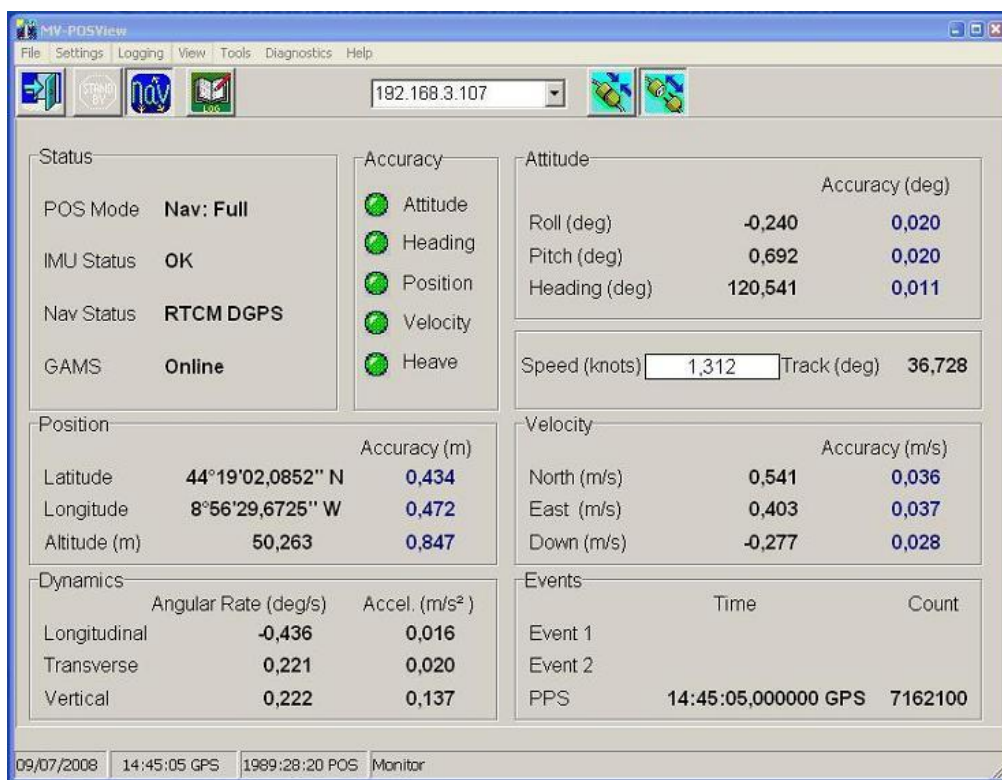 MV-POSView
File Settings Logging View Tools Diagnostics Help
STAND BY nav LOG 192.168.3.107
Status
POS Mode Nav: Full
IMU Status OK
Nav Status RTCM DGPS
GAMS Online
Accuracy
Attitude
Heading
Position
Velocity
Heave
Attitude
Accuracy (deg)
Roll (deg) -0,240 0,020
Pitch (deg) 0,692 0,020
Heading (deg) 120,541 0,011
Speed (knots) 1,312 Track (deg) 36,728
Position
Accuracy (m)
Latitude 44°19'02,0852" N 0,434
Longitude 8°56'29,6725" W 0,472
Altitude (m) 50,263 0,847
Velocity
Accuracy (m/s)
North (m/s) 0,541 0,036
East (m/s) 0,403 0,037
Down (m/s) -0,277 0,028
Dynamics
Angular Rate (deg/s) Accel. (m/s²)
Longitudinal -0,436 0,016
Transverse 0,221 0,020
Vertical 0,222 0,137
Events
Time Count
Event 1
Event 2
PPS 14:45:05,000000 GPS 7162100
09/07/2008 14:45:05 GPS 1989:28:20 POS Monitor